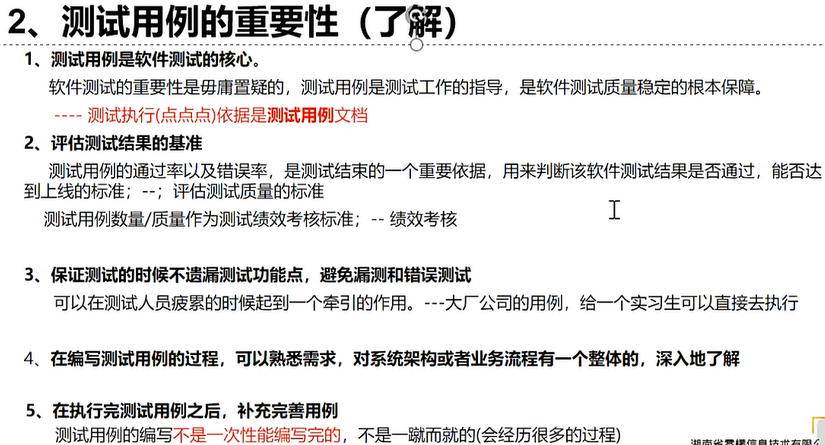 2、测试用例的重要性（了解）
1、测试用例是软件测试的核心。
软件测试的重要性是毋庸置疑的，测试用例是测试工作的指导，是软件测试质量稳定的根本保障。
---- 测试执行(点点点)依据是测试用例文档
2、评估测试结果的基准
测试用例的通过率以及错误率，是测试结束的一个重要依据，用来判断该软件测试结果是否通过，能否达
到上线的标准；--；评估测试质量的标准
测试用例数量/质量作为测试绩效考核标准；-- 绩效考核
3、保证测试的时候不遗漏测试功能点，避免漏测和错误测试
可以在测试人员疲累的时候起到一个牵引的作用。---大厂公司的用例，给一个实习生可以直接去执行
4、在编写测试用例的过程，可以熟悉需求，对系统架构或者业务流程有一个整体的，深入地了解
5、在执行完测试用例之后，补充完善用例
测试用例的编写不是一次性能编写完的，不是一蹴而就的(会经历很多的过程)